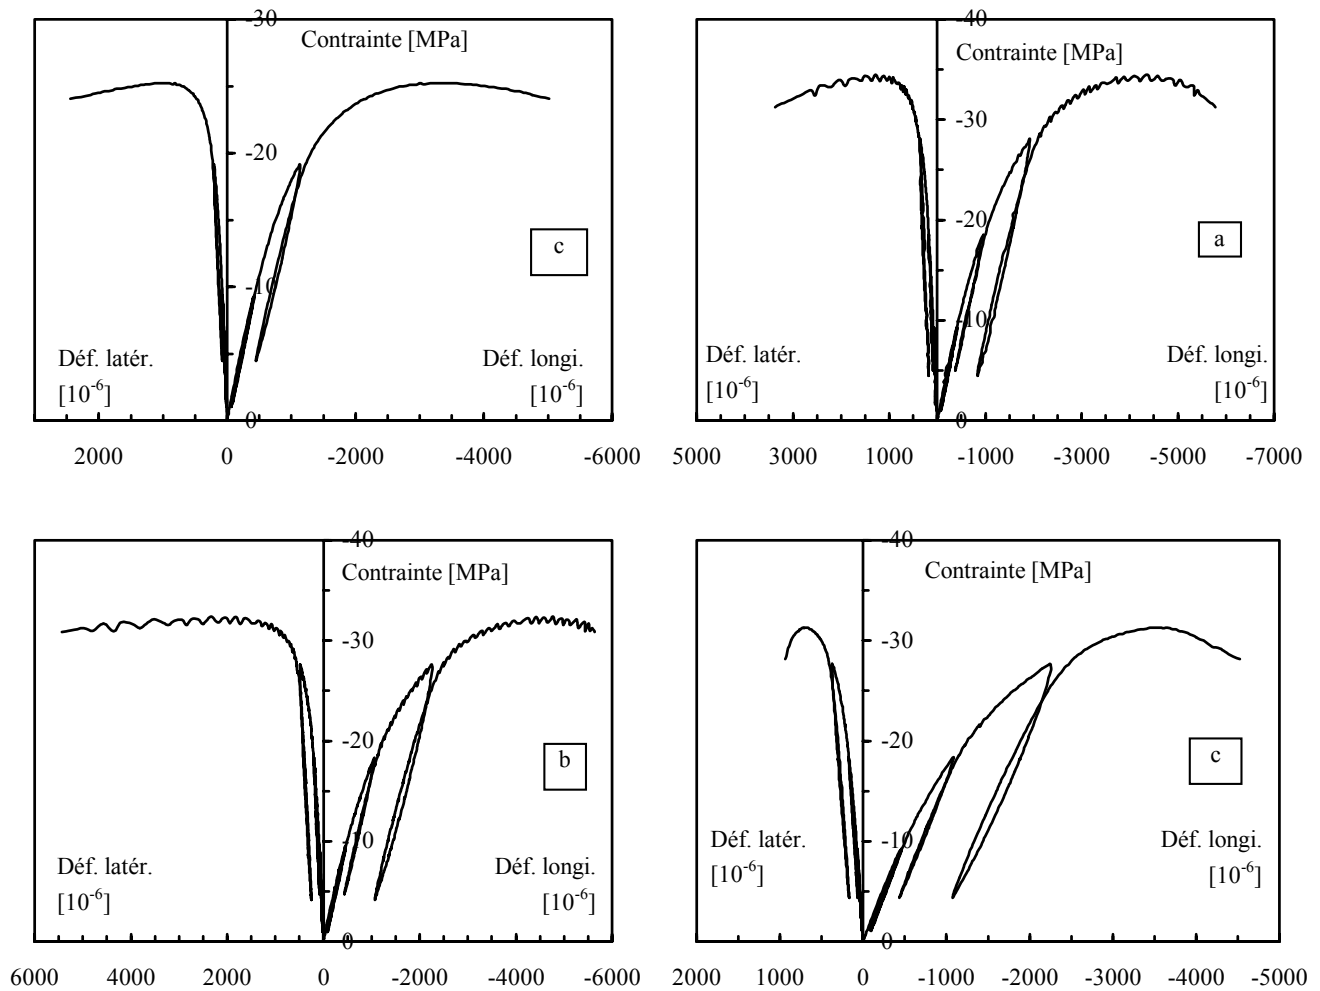 -30
Contrainte [MPa]
-20
c
-10
Déf. latér.
[10-6]
Déf. longi.
[10-6]
0
2000 0 -2000 -4000 -6000
-40
Contrainte [MPa]
-30
-20
a
-10
Déf. latér.
[10-6]
Déf. longi.
[10-6]
0
5000 3000 1000 -1000 -3000 -5000 -7000
-40
Contrainte [MPa]
-30
-20
b
-10
Déf. latér.
[10-6]
Déf. longi.
[10-6]
0
6000 4000 2000 0 -2000 -4000 -6000
-40
Contrainte [MPa]
-30
-20
c
-10
Déf. latér.
[10-6]
Déf. longi.
[10-6]
0
2000 1000 0 -1000 -2000 -3000 -4000 -5000